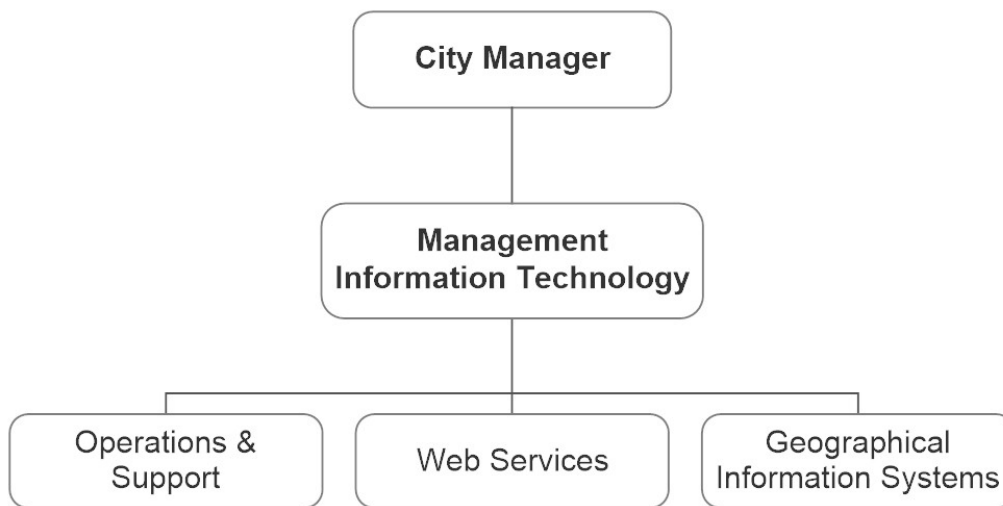 City Manager
Management
Information Technology
Operations &
Support
Web Services
Geographical
Information Systems